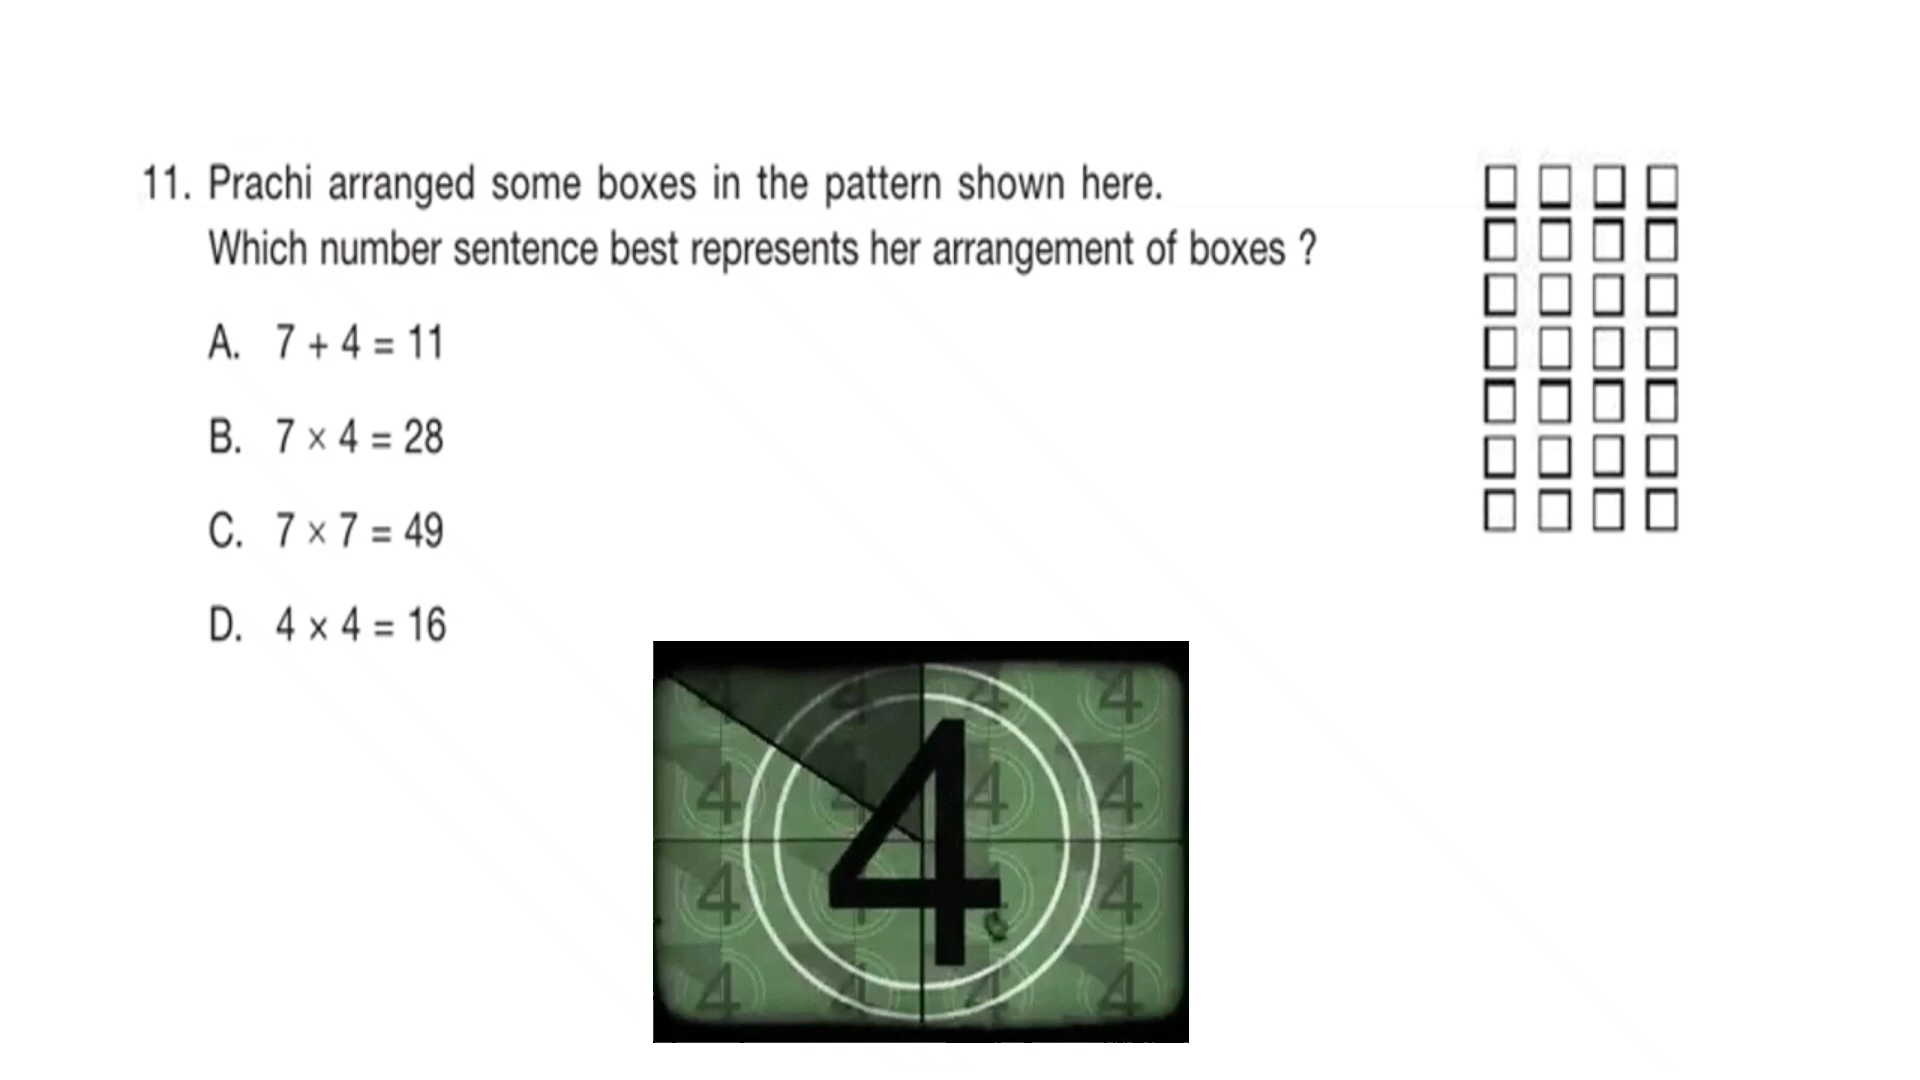 11. Prachi arranged some boxes in the pattern shown here.
Which number sentence best represents her arrangement of boxes ?
A. 7 + 4 = 11
B. 7 × 4 = 28
C. 7 × 7 = 49
D. 4 × 4 = 16
4